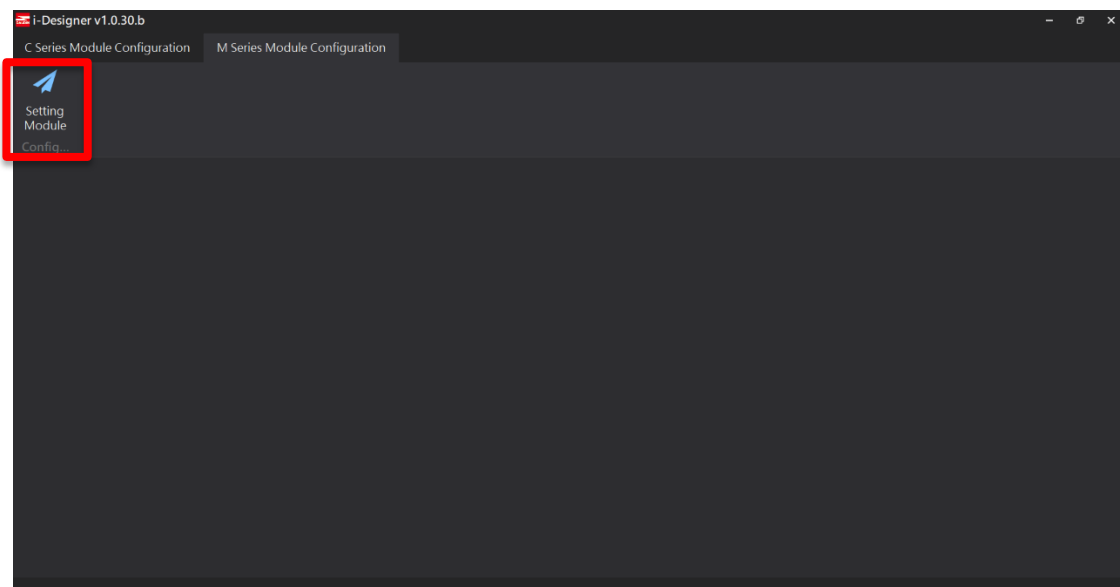 i-Designer v1.0.30.b
C Series Module Configuration M Series Module Configuration
Setting
Module
Config...